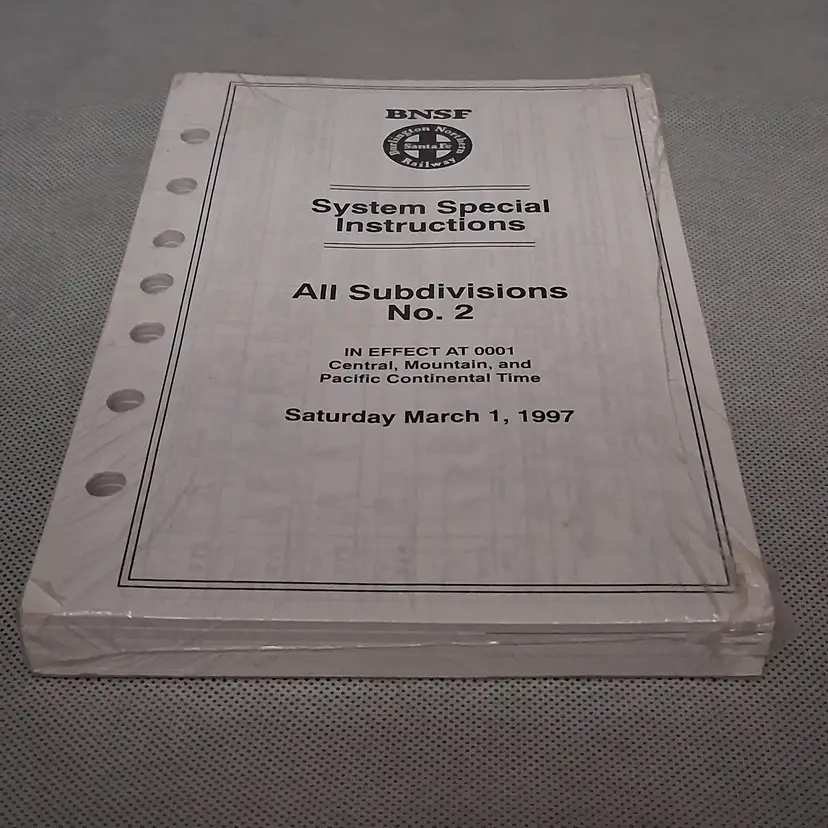 BNSF
Burlington Northern
Santa Fe
Railway
System Special
Instructions
All Subdivisions
No. 2
IN EFFECT AT 0001
Central, Mountain, and
Pacific Continental Time
Saturday March 1, 1997